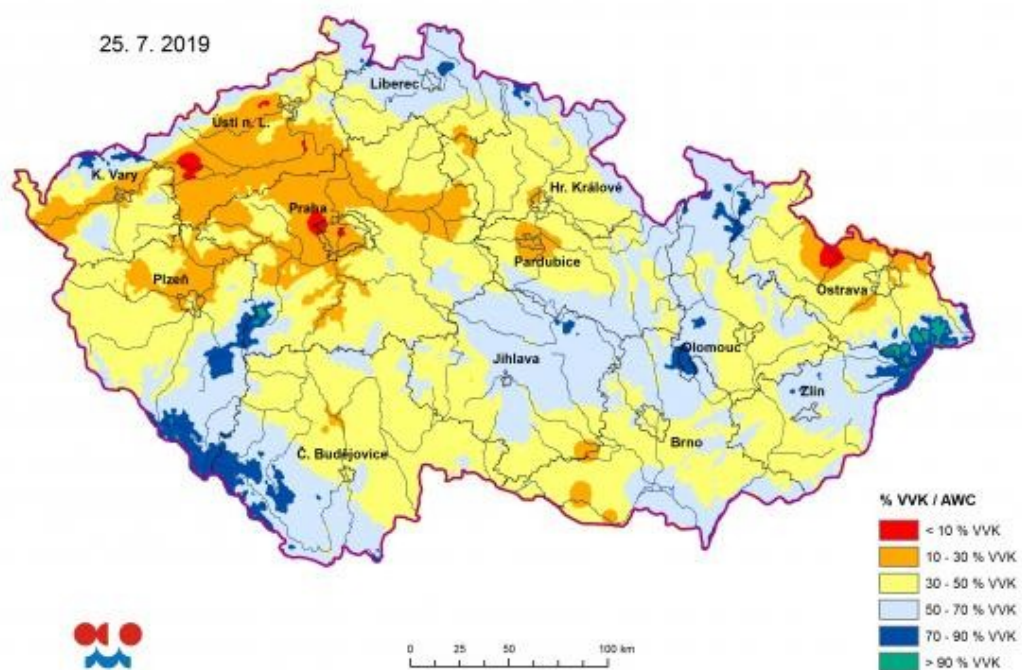 25. 7. 2019
Liberec
Ústí n. L.
K. Vary
Hr. Králové
Praha
Pardubice
Plzeň
Ostrava
Olomouc
Jihlava
Zlín
Brno
Č. Budějovice
% VVK / AWC
< 10 % VVK
10 - 30 % VVK
30 - 50 % VVK
50 - 70 % VVK
70 - 90 % VVK
> 90 % VVK
0 25 50 100 km